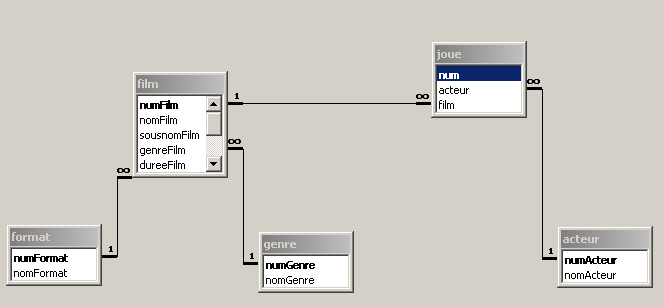 joue
num
acteur
film
film
numFilm
nomFilm
sousnomFilm
genreFilm
dureeFilm
1
∞
∞
∞
∞
1
1
1
format
numFormat
nomFormat
genre
numGenre
nomGenre
acteur
numActeur
nomActeur